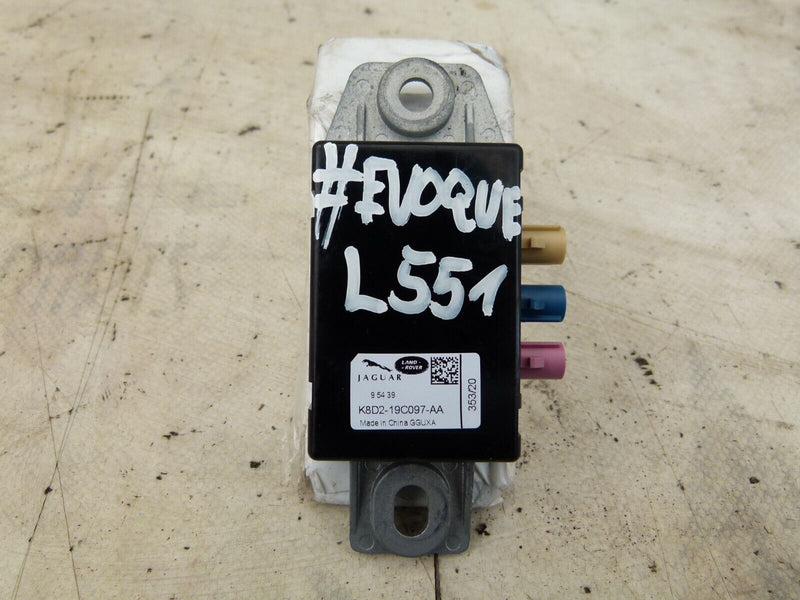 #EVOQUE
L551
JAGUAR
LAND-
-ROVER
9 54 39
K8D2-19C097-AA
Made in China GGUXA
353/20